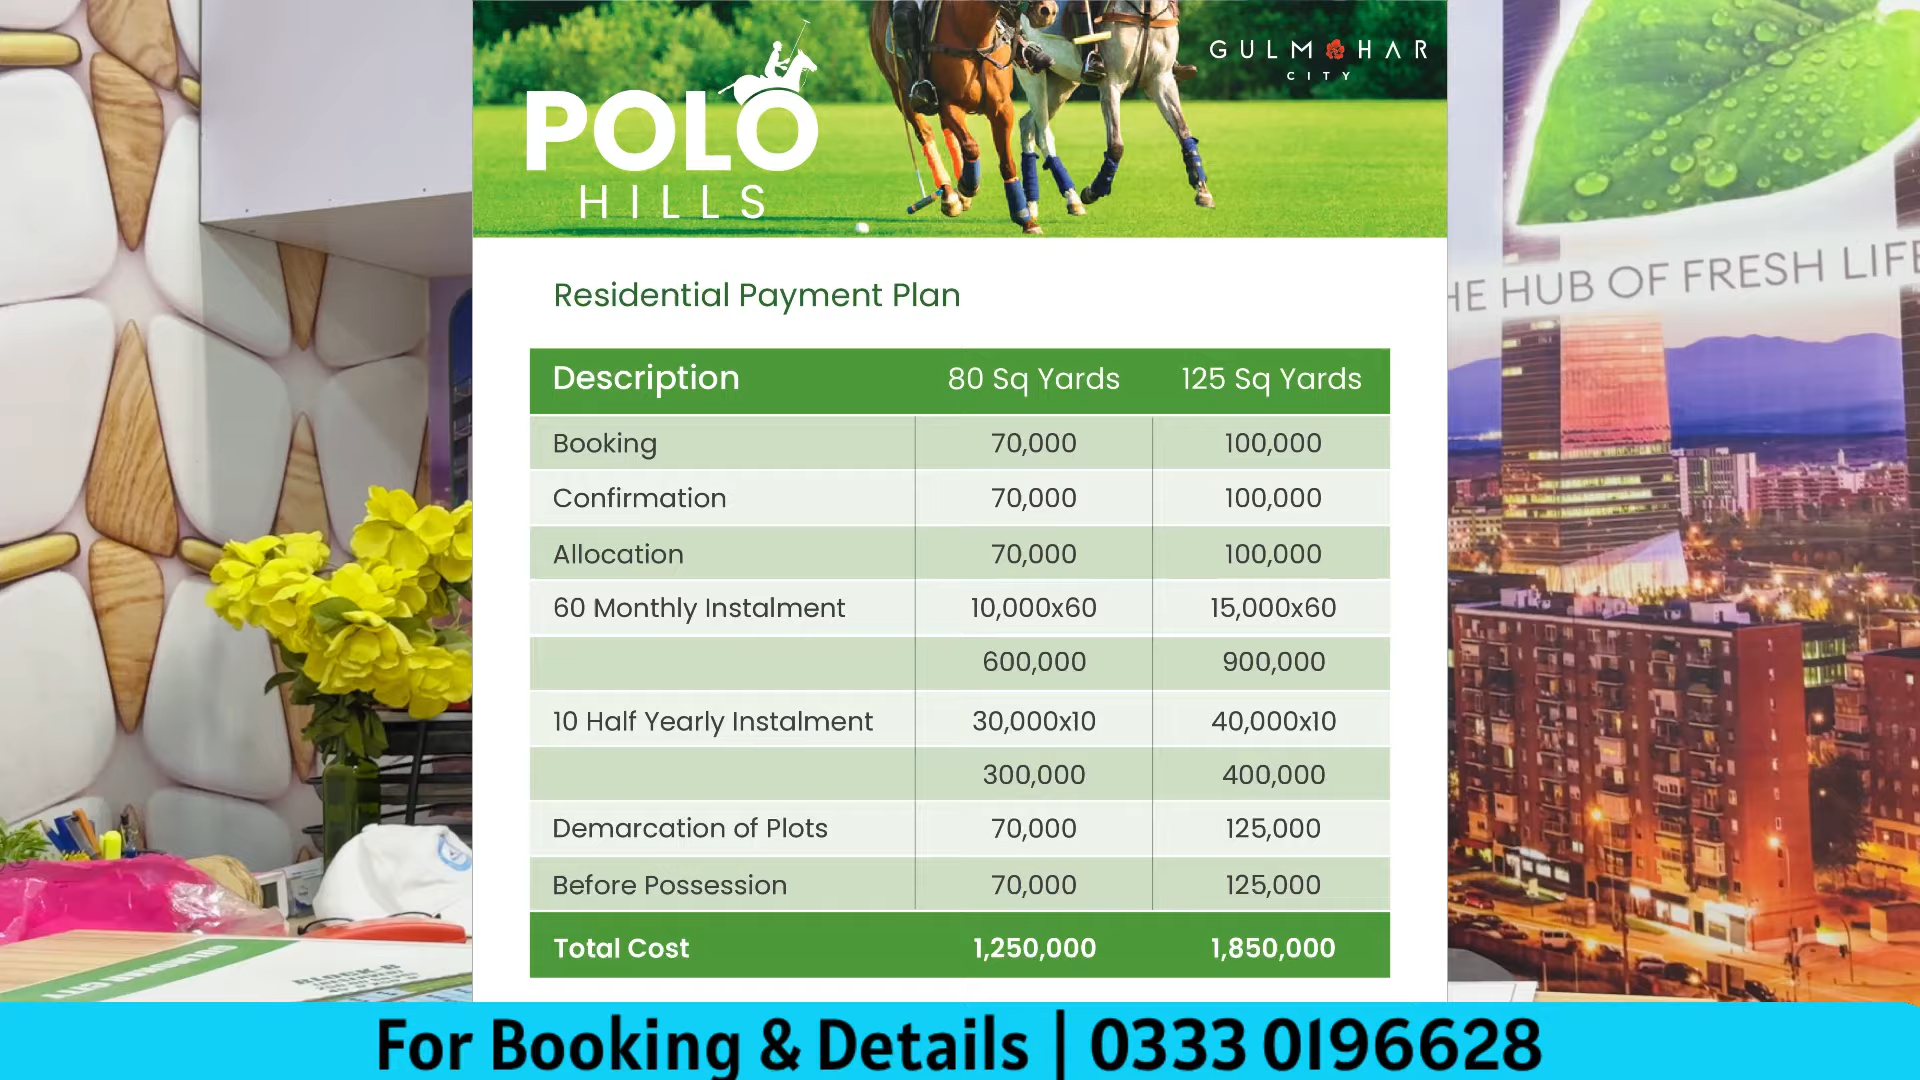 POLO
HILLS
GULMOHAR
CITY
HE HUB OF FRESH LIFE
Residential Payment Plan
Description 80 Sq Yards 125 Sq Yards
Booking 70,000 100,000
Confirmation 70,000 100,000
Allocation 70,000 100,000
60 Monthly Instalment 10,000x60 15,000x60
600,000 900,000
10 Half Yearly Instalment 30,000x10 40,000x10
300,000 400,000
Demarcation of Plots 70,000 125,000
Before Possession 70,000 125,000
Total Cost 1,250,000 1,850,000
GULMOHAR CITY
BLOCK B
For Booking & Details | 0333 0196628